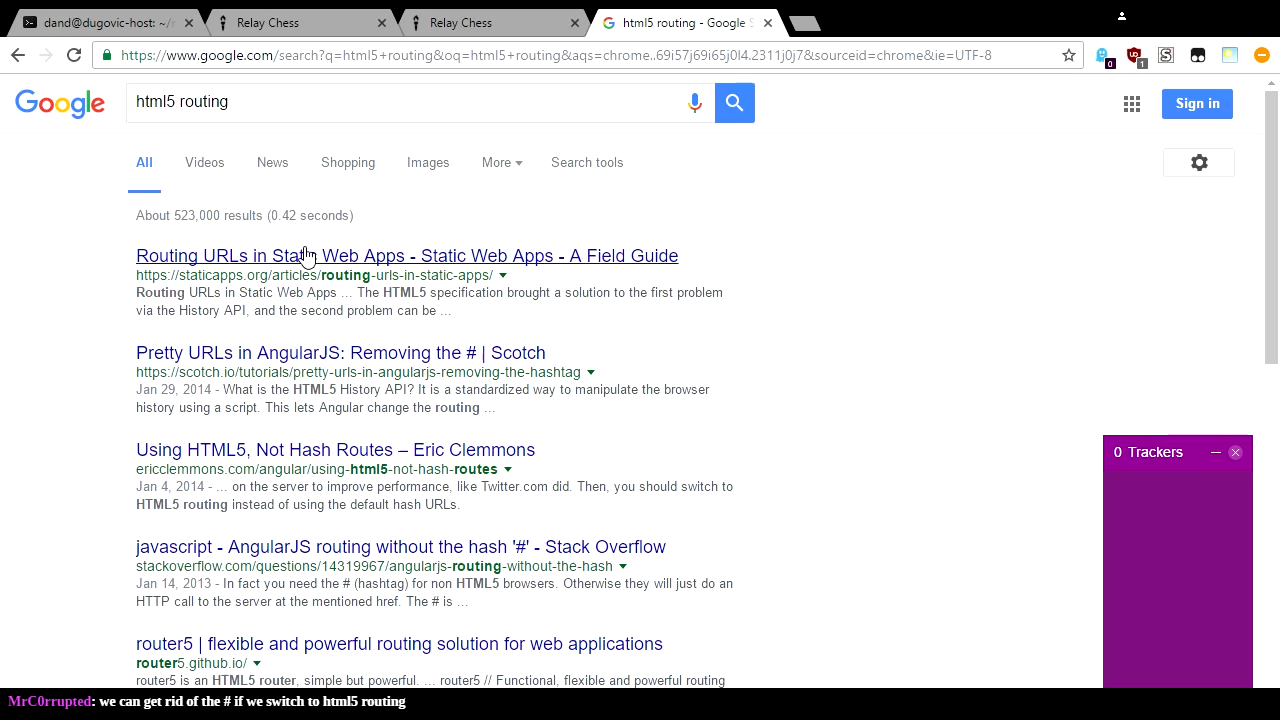 dand@dugovic-host: ~/r
Relay Chess
Relay Chess
html5 routing - Google S
https://www.google.com/search?q=html5+routing&oq=html5+routing&aqs=chrome..69i57j69i65j0l4.2311j0j7&sourceid=chrome&ie=UTF-8
0
1
Google
html5 routing
Sign in
All
Videos
News
Shopping
Images
More
Search tools
About 523,000 results (0.42 seconds)
Routing URLs in Static Web Apps - Static Web Apps - A Field Guide
https://staticapps.org/articles/routing-urls-in-static-apps/
Routing URLs in Static Web Apps ... The HTML5 specification brought a solution to the first problem
via the History API, and the second problem can be ...
Pretty URLs in AngularJS: Removing the # | Scotch
https://scotch.io/tutorials/pretty-urls-in-angularjs-removing-the-hashtag
Jan 29, 2014 - What is the HTML5 History API? It is a standardized way to manipulate the browser
history using a script. This lets Angular change the routing ...
Using HTML5, Not Hash Routes – Eric Clemmons
ericclemmons.com/angular/using-html5-not-hash-routes
Jan 4, 2014 - ... on the server to improve performance, like Twitter.com did. Then, you should switch to
HTML5 routing instead of using the default hash URLs.
javascript - AngularJS routing without the hash '#' - Stack Overflow
stackoverflow.com/questions/14319967/angularjs-routing-without-the-hash
Jan 14, 2013 - In fact you need the # (hashtag) for non HTML5 browsers. Otherwise they will just do an
HTTP call to the server at the mentioned href. The # is ...
router5 | flexible and powerful routing solution for web applications
router5.github.io/
router5 is an HTML5 router, simple but powerful. ... router5 // Functional, flexible and powerful routing
0 Trackers
MrC0rrupted: we can get rid of the # if we switch to html5 routing